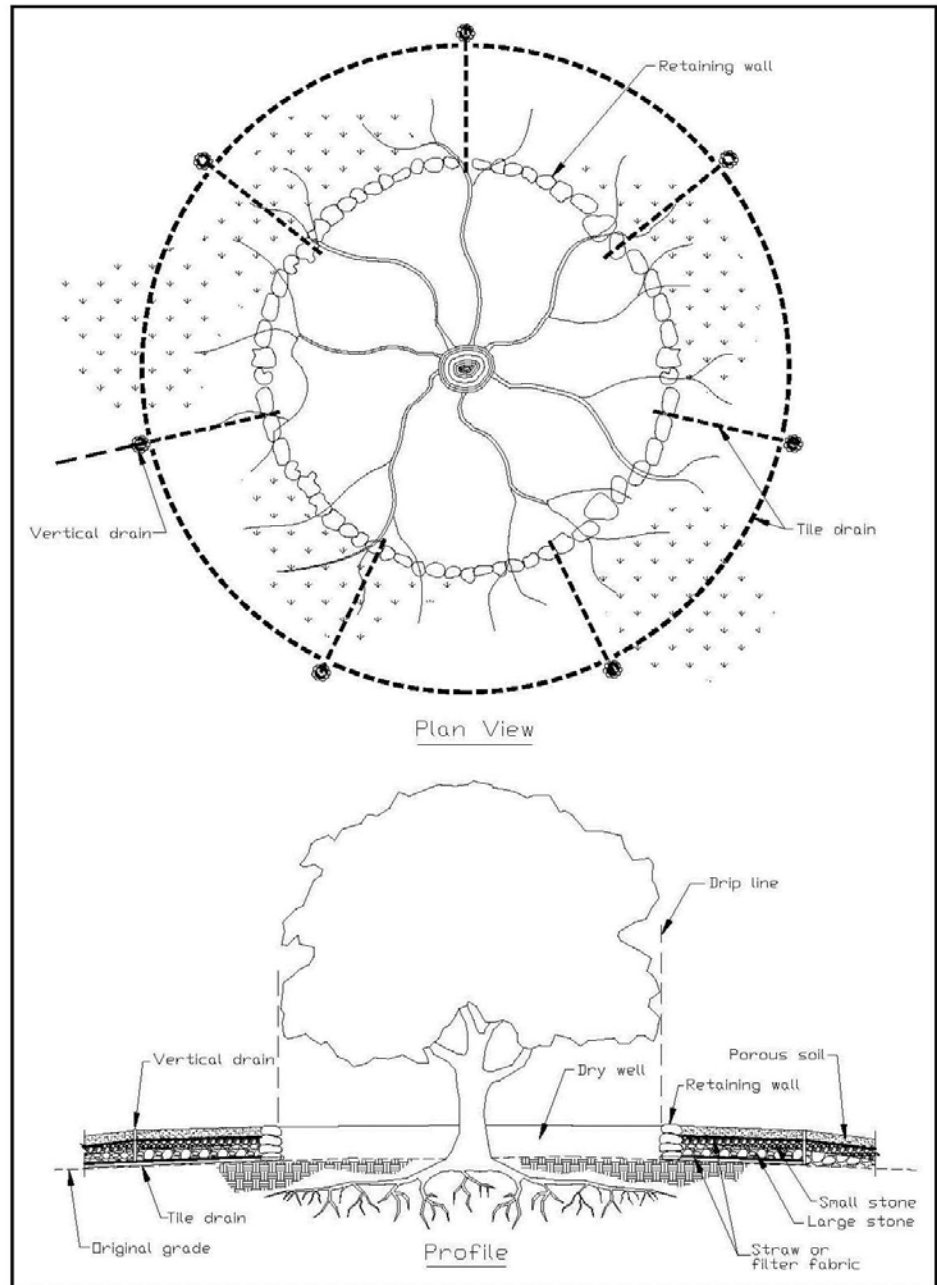 Retaining wall
Vertical drain
Tile drain
Plan View
Drip line
Vertical drain
Dry well
Porous soil
Retaining wall
Small stone
Large stone
Tile drain
Straw or
filter fabric
Original grade
Profile